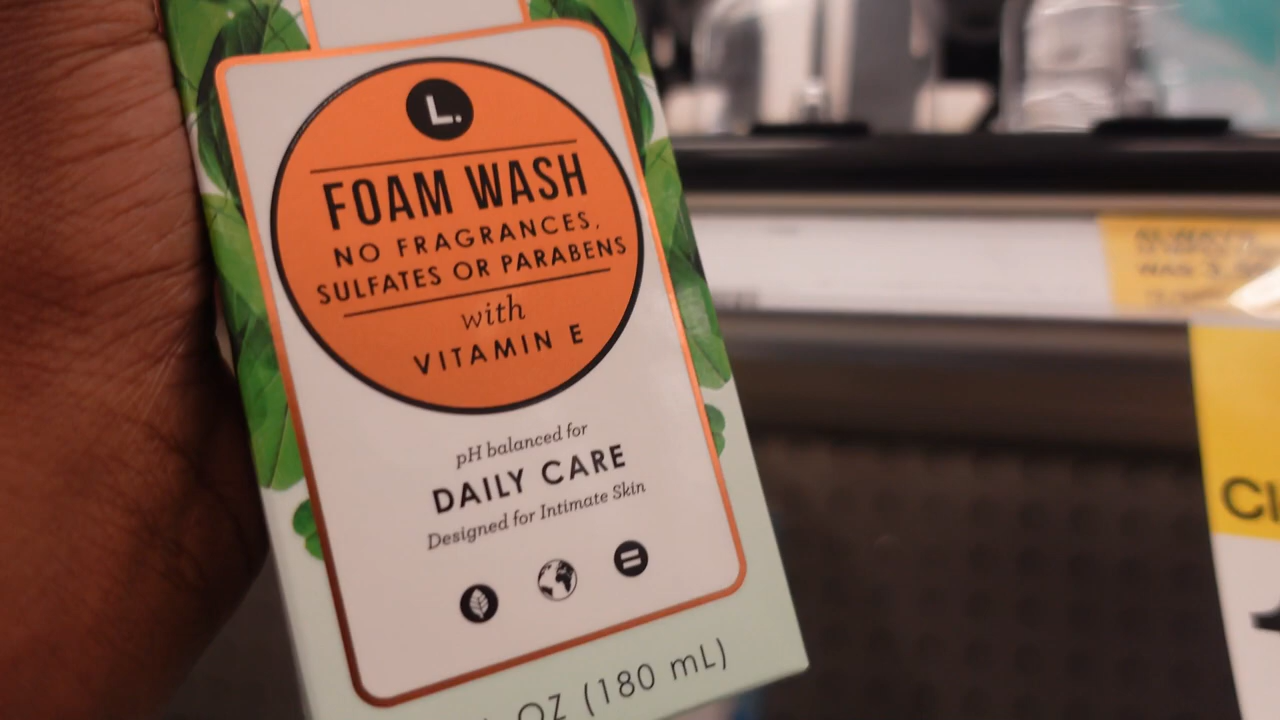 L.
FOAM WASH
NO FRAGRANCES,
SULFATES OR PARABENS
with
VITAMIN E
pH balanced for
DAILY CARE
Designed for Intimate Skin
OZ (180 mL)
WAS